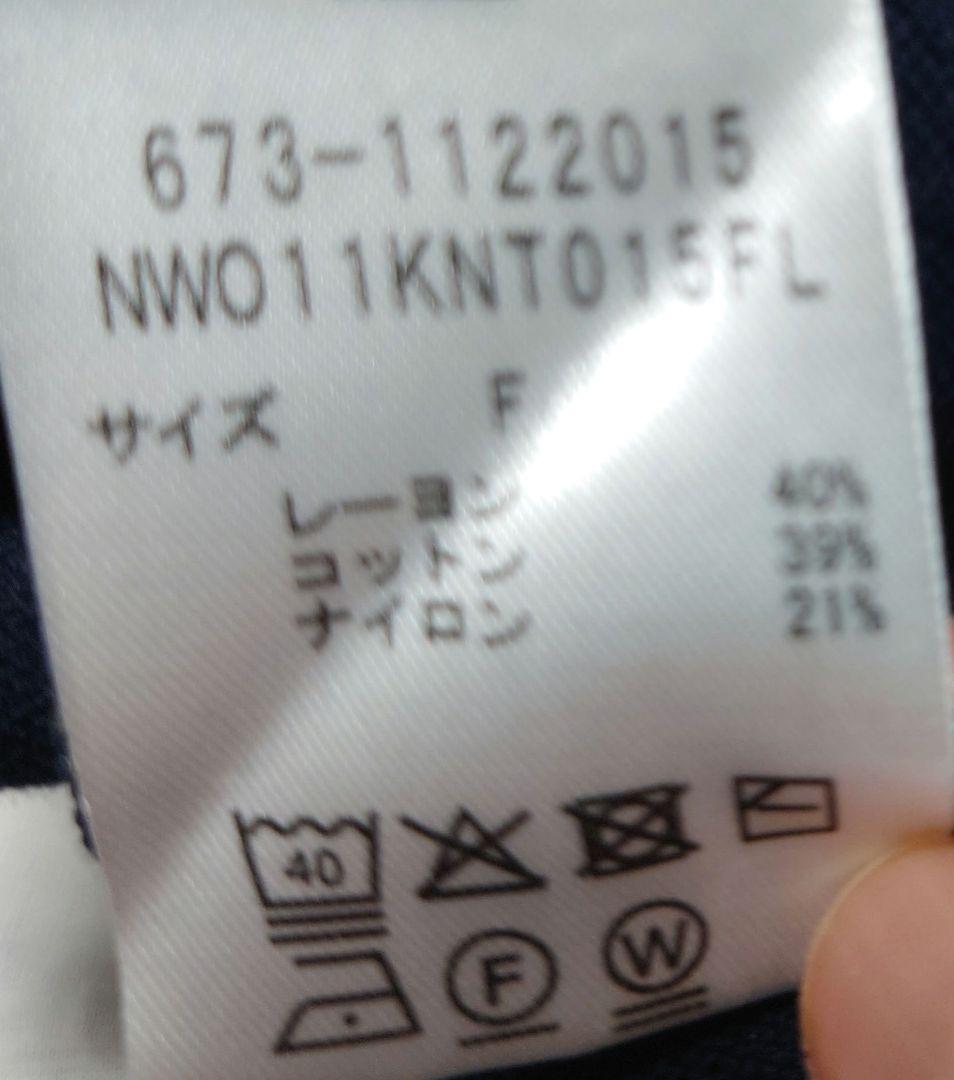 673-1122015
NW011KNT015FL
サイズ F
レーヨン 40%
コットン 39%
ナイロン 21%
40
F W